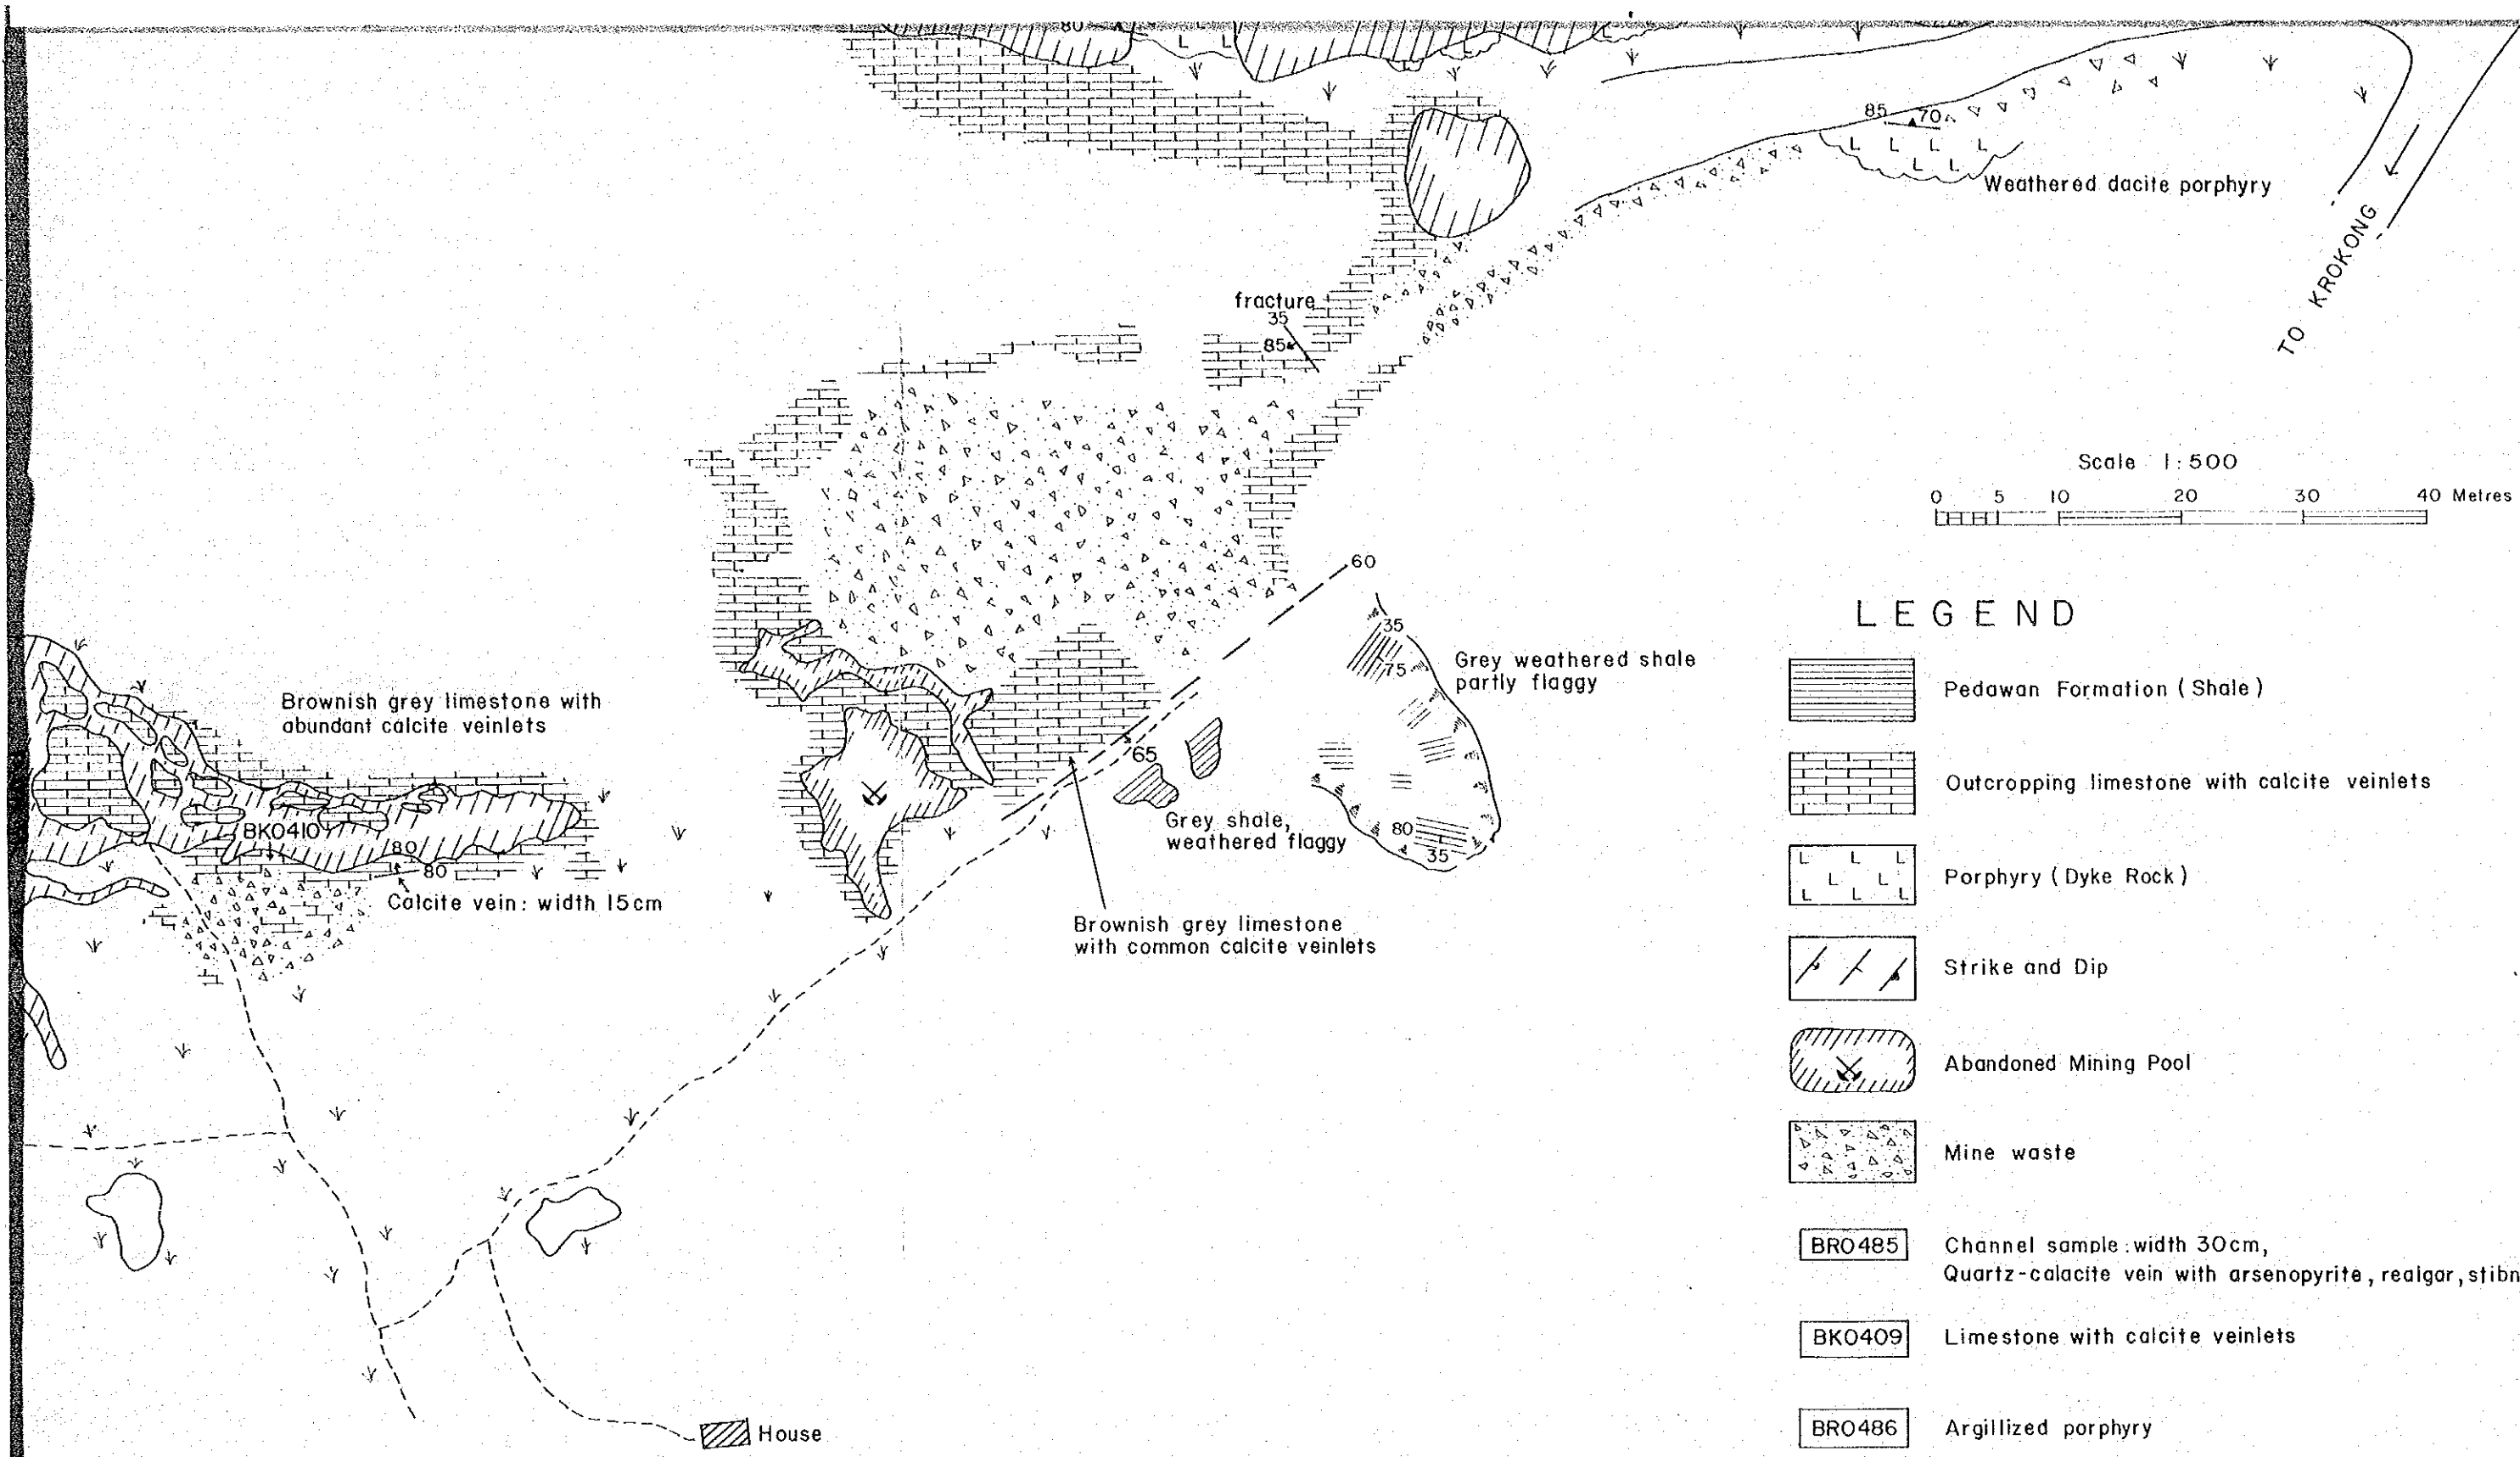 80
L L
L
85 70
L L L L
L L
Weathered dacite porphyry
TO KROKONG
fracture
35
85
Scale 1:500
0 5 10 20 30 40 Metres
60
35
75
Grey weathered shale
partly flaggy
Brownish grey limestone with
abundant calcite veinlets
65
Grey shale,
weathered flaggy
80
35
BK0410
80
80
Calcite vein: width 15cm
Brownish grey limestone
with common calcite veinlets
House
LEGEND
Pedawan Formation (Shale)
Outcropping limestone with calcite veinlets
L L L
L L
L L L
Porphyry (Dyke Rock)
Strike and Dip
Abandoned Mining Pool
Mine waste
BR0485 Channel sample: width 30cm,
Quartz-calacite vein with arsenopyrite, realgar, stibn
BK0409 Limestone with calcite veinlets
BR0486 Argillized porphyry